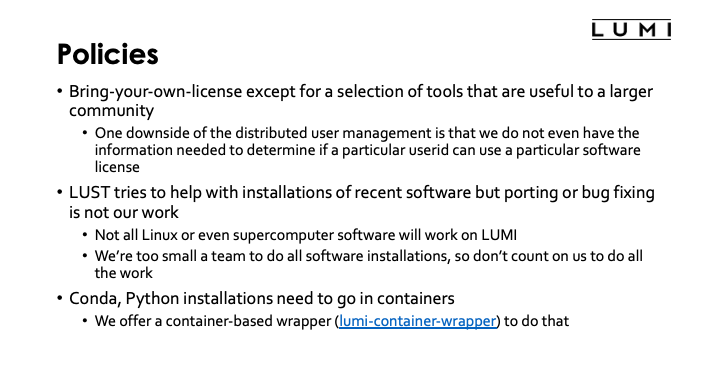 LUMI
Policies
• Bring-your-own-license except for a selection of tools that are useful to a larger
community
• One downside of the distributed user management is that we do not even have the
information needed to determine if a particular userid can use a particular software
license
• LUST tries to help with installations of recent software but porting or bug fixing
is not our work
• Not all Linux or even supercomputer software will work on LUMI
• We’re too small a team to do all software installations, so don’t count on us to do all
the work
• Conda, Python installations need to go in containers
• We offer a container-based wrapper (lumi-container-wrapper) to do that